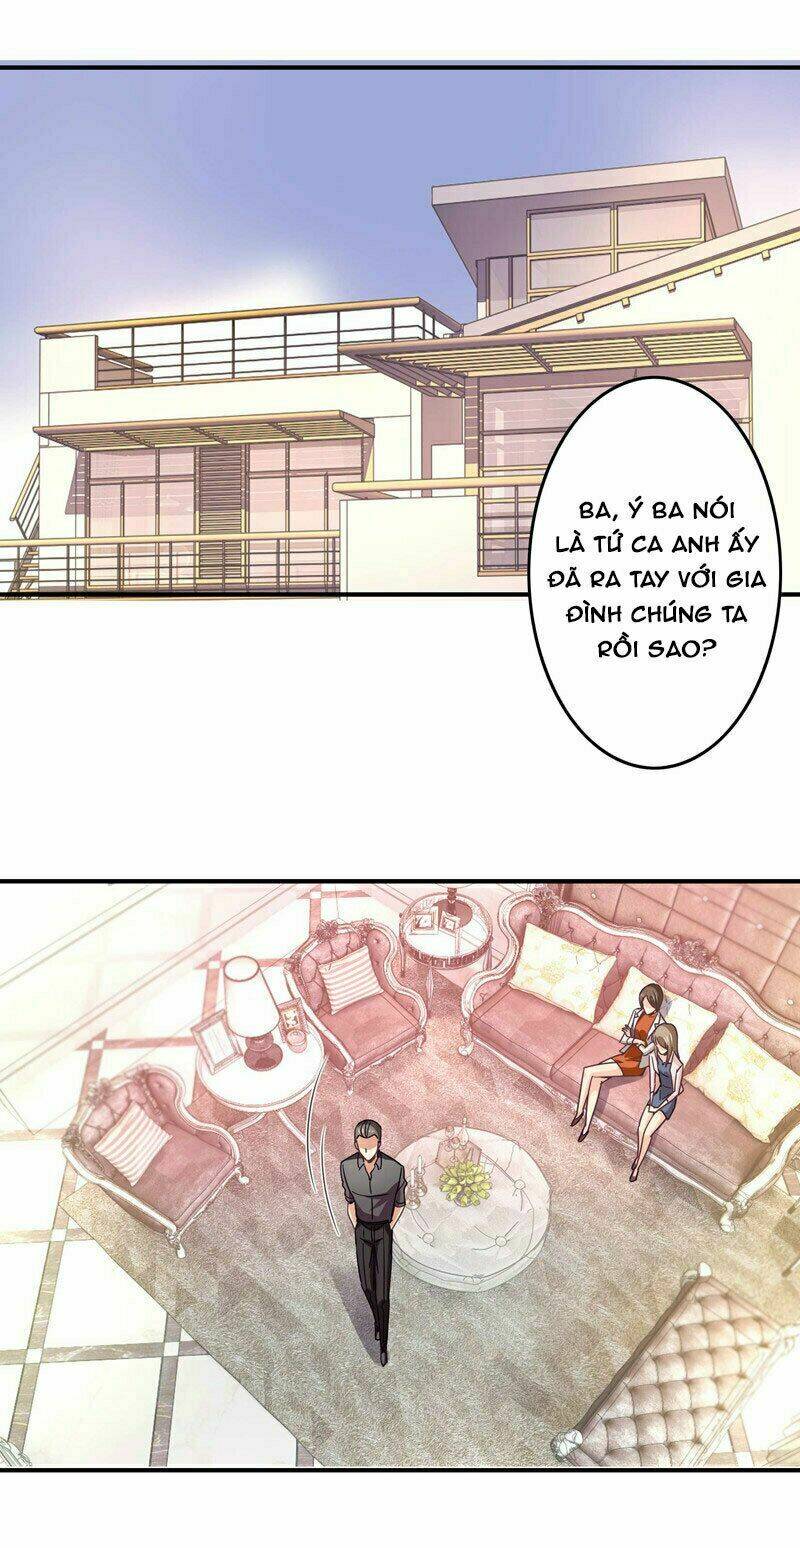 BA, Ý BA NÓI
LÀ TỨ CA ANH ẤY
ĐÃ RA TAY VỚI GIA
ĐÌNH CHÚNG TA
RỒI SAO?